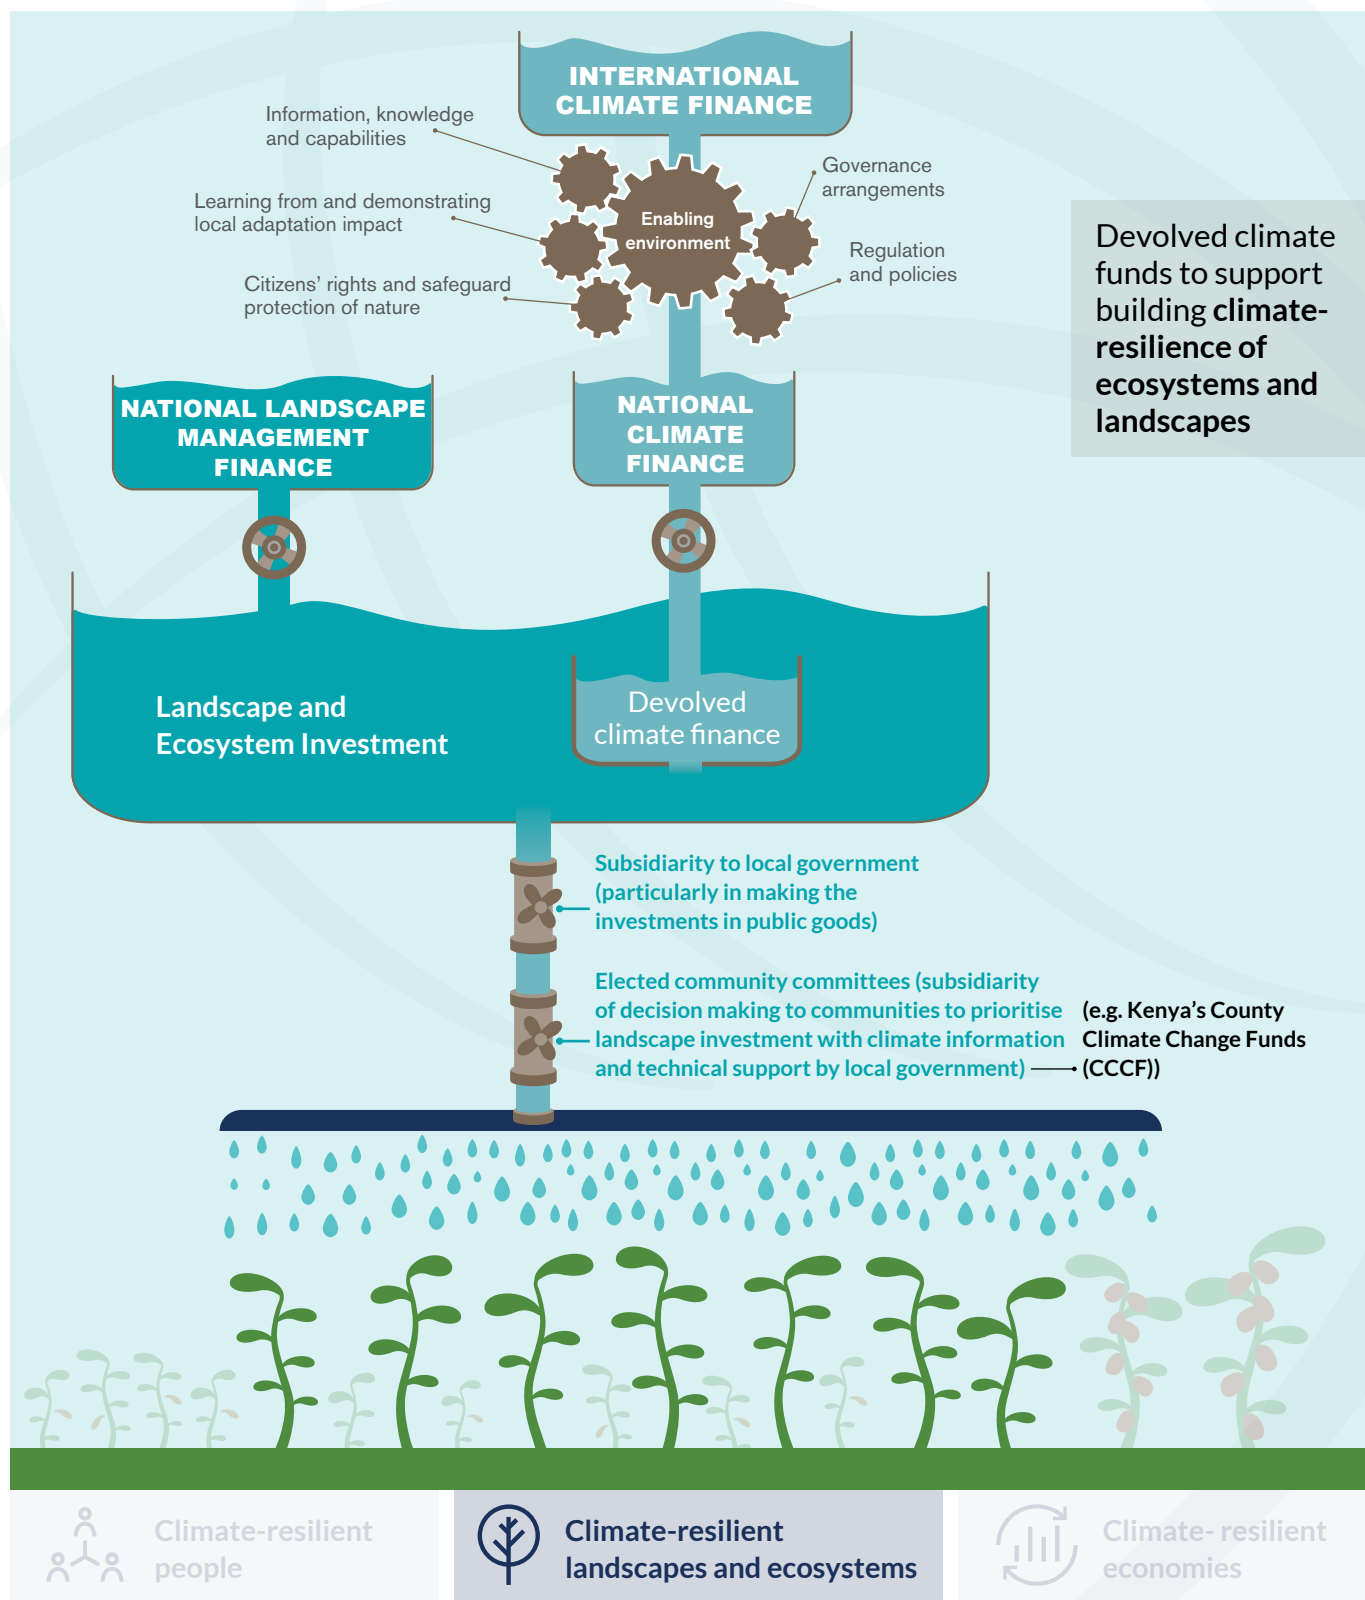 INTERNATIONAL
CLIMATE FINANCE
Information, knowledge
and capabilities
Learning from and demonstrating
local adaptation impact
Citizens’ rights and safeguard
protection of nature
Enabling
environment
Governance
arrangements
Regulation
and policies
Devolved climate
funds to support
building climate-
resilience of
ecosystems and
landscapes
NATIONAL LANDSCAPE
MANAGEMENT
FINANCE
NATIONAL
CLIMATE
FINANCE
Landscape and
Ecosystem Investment
Devolved
climate finance
Subsidiarity to local government
(particularly in making the
investments in public goods)
Elected community committees (subsidiarity
of decision making to communities to prioritise
landscape investment with climate information
and technical support by local government)
(e.g. Kenya’s County
Climate Change Funds
(CCCF))
Climate-resilient
people
Climate-resilient
landscapes and ecosystems
Climate- resilient
economies